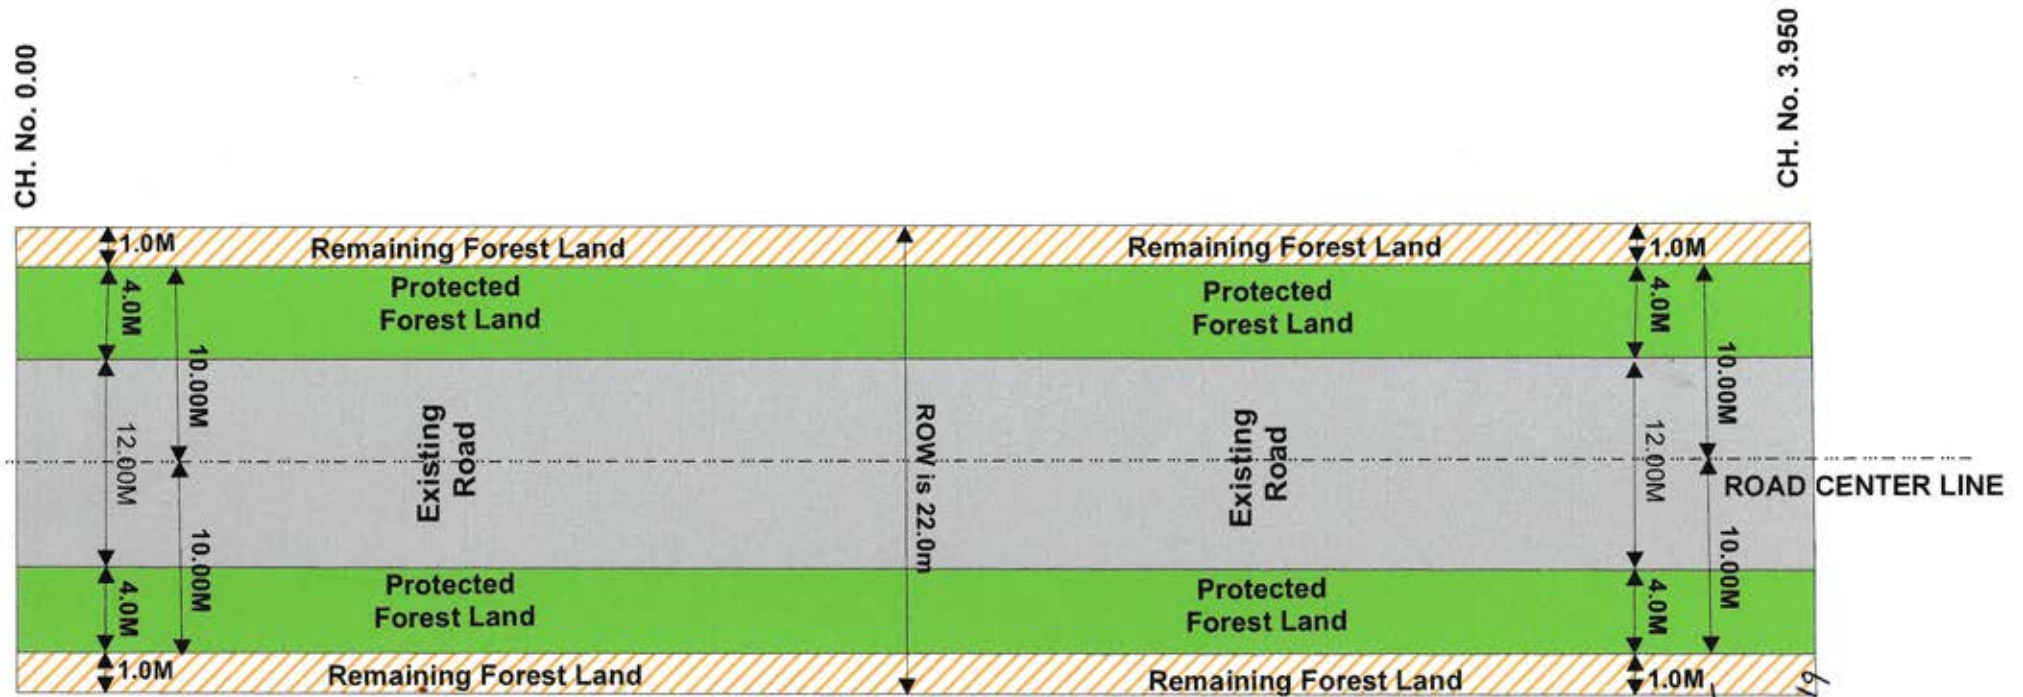 CH. No. 0.00
CH. No. 3.950
1.0M
Remaining Forest Land
Remaining Forest Land
1.0M
4.0M
Protected
Forest Land
Protected
Forest Land
4.0M
10.00M
10.00M
12.00M
Existing
Road
ROW is 22.0m
Existing
Road
12.00M
ROAD CENTER LINE
10.00M
10.00M
4.0M
Protected
Forest Land
Protected
Forest Land
4.0M
1.0M
Remaining Forest Land
Remaining Forest Land
1.0M